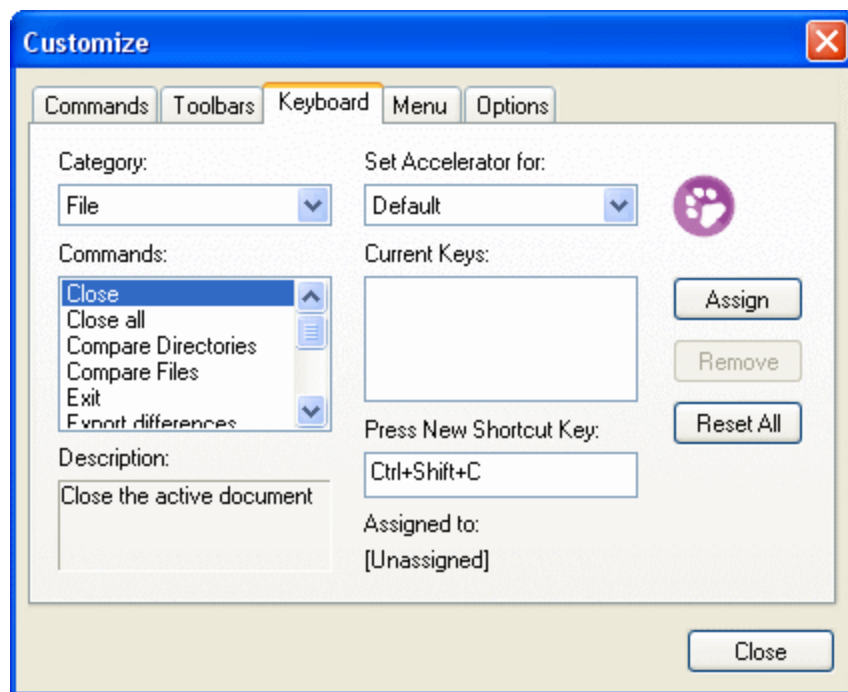 Customize
Commands
Toolbars
Keyboard
Menu
Options
Category:
File
Commands:
Close
Close all
Compare Directories
Compare Files
Exit
Export differences
Description:
Close the active document
Set Accelerator for:
Default
Current Keys:
Press New Shortcut Key:
Ctrl+Shift+C
Assigned to:
[Unassigned]
Assign
Remove
Reset All
Close